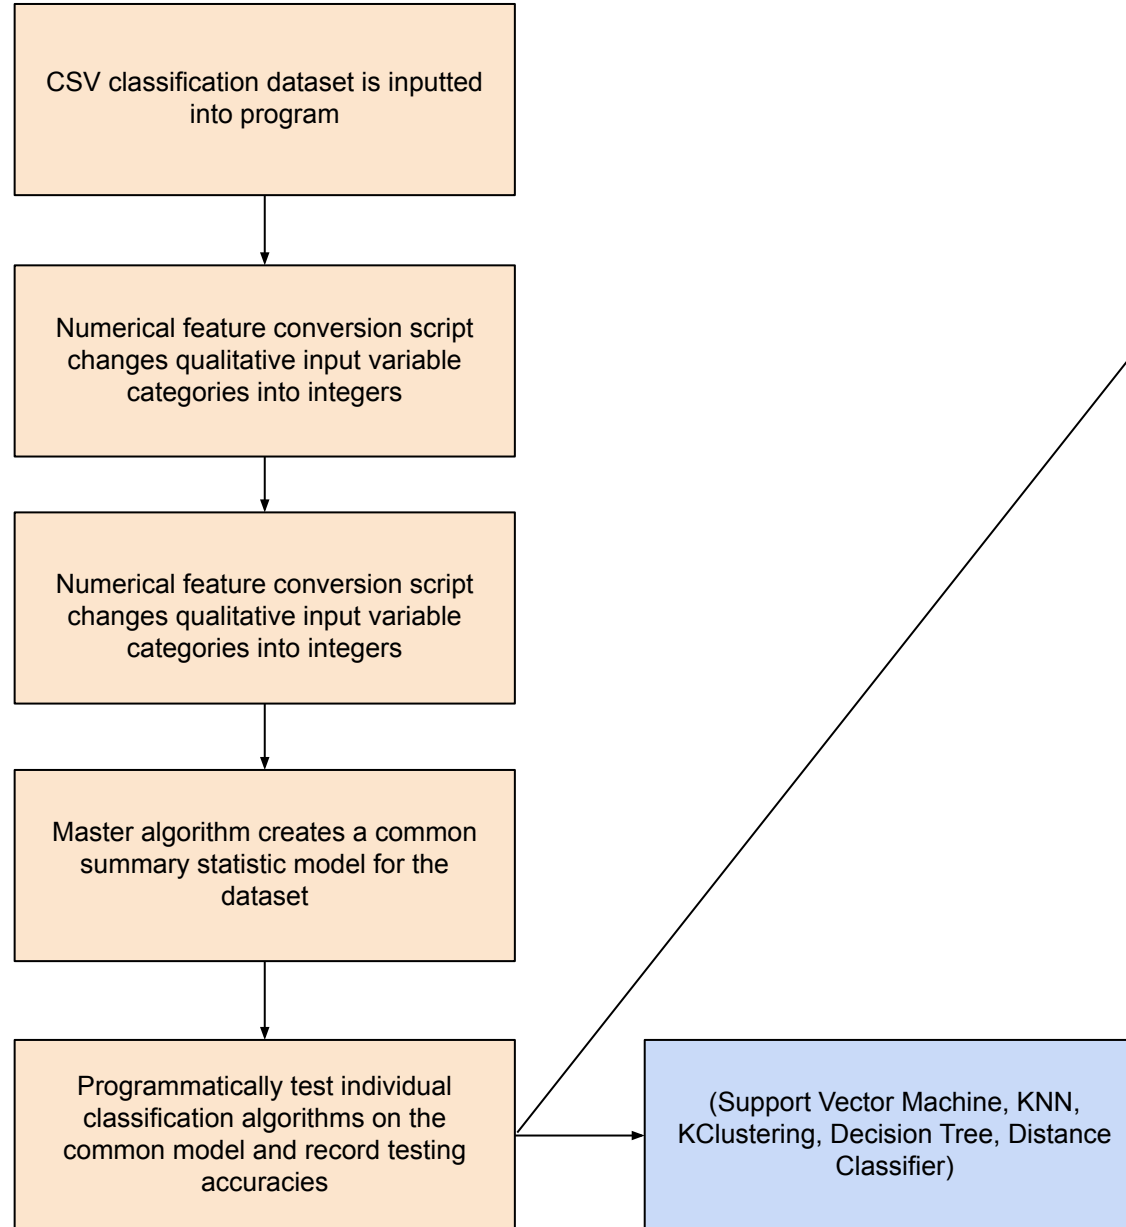 CSV classification dataset is inputted
into program
Numerical feature conversion script
changes qualitative input variable
categories into integers
Numerical feature conversion script
changes qualitative input variable
categories into integers
Master algorithm creates a common
summary statistic model for the
dataset
Programmatically test individual
classification algorithms on the
common model and record testing
accuracies
(Support Vector Machine, KNN,
KClustering, Decision Tree, Distance
Classifier)